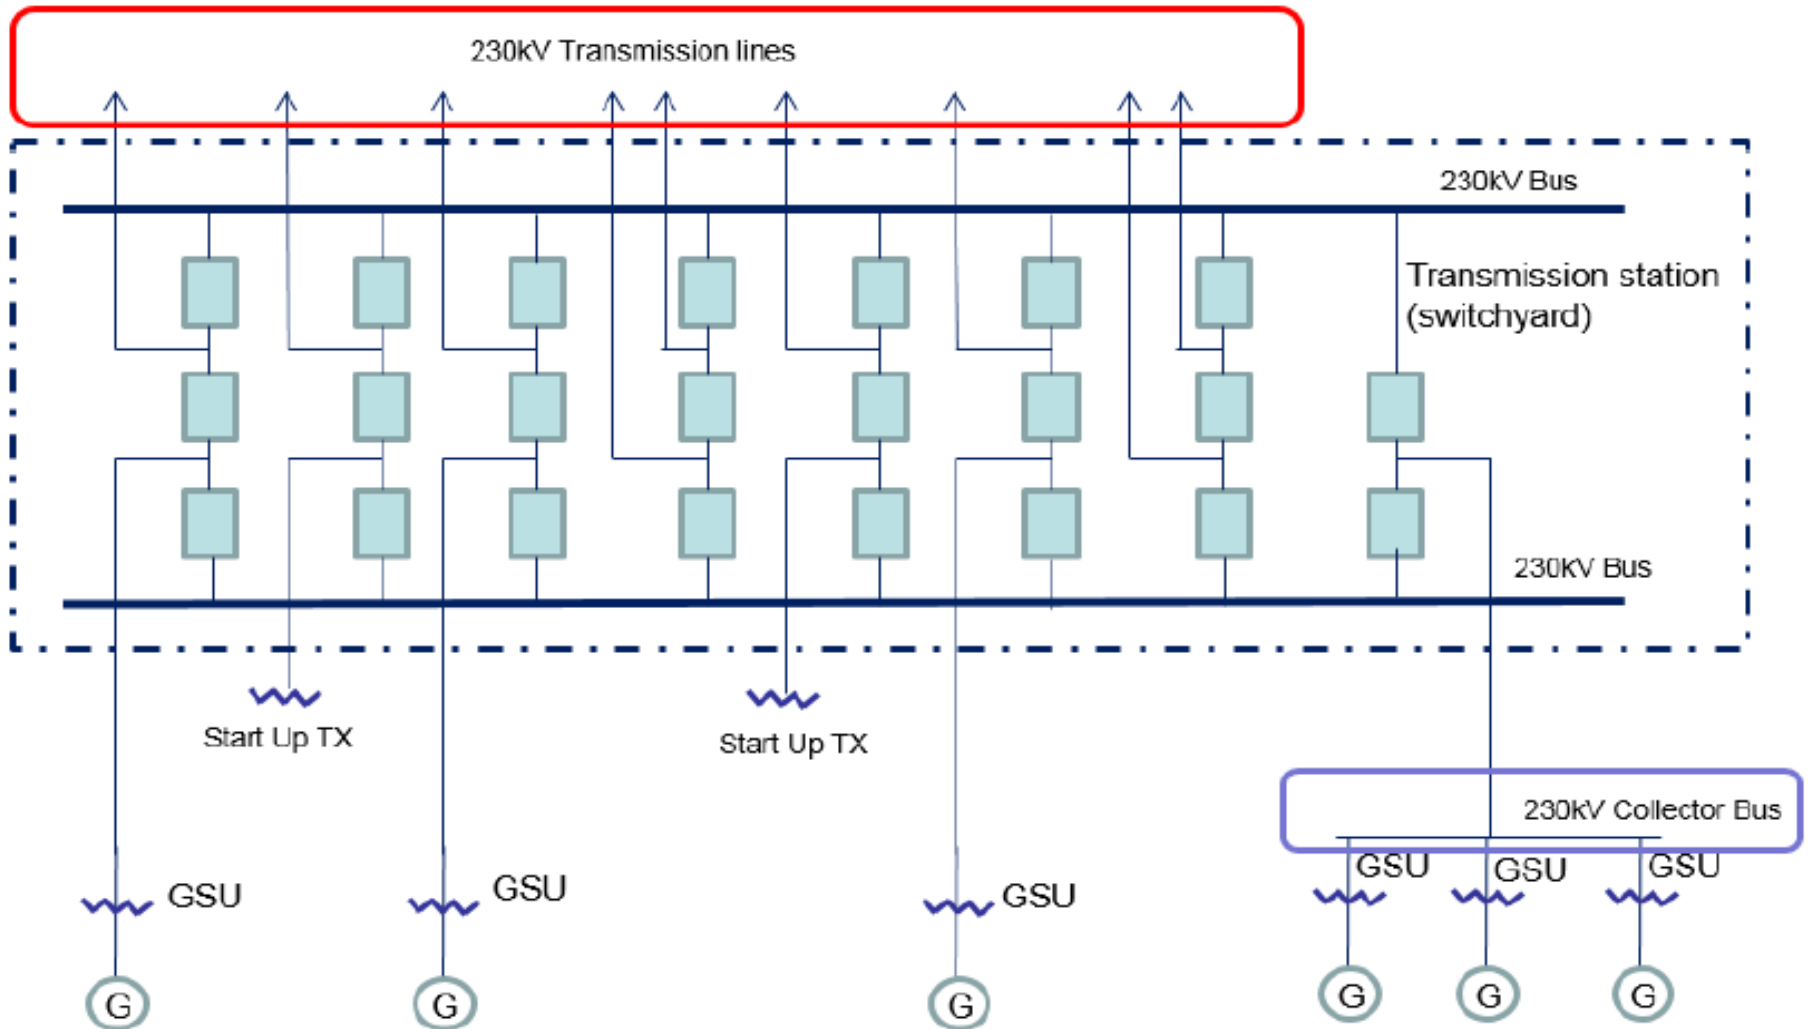 230kV Transmission lines
230kV Bus
Transmission station
(switchyard)
230kV Bus
Start Up TX
Start Up TX
230kV Collector Bus
GSU
GSU
GSU
GSU
GSU
GSU
G
G
G
G
G
G